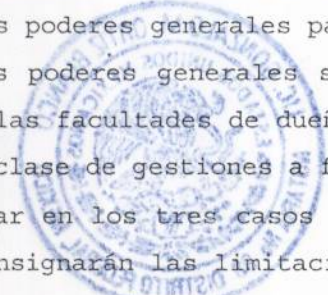 s poderes generales pa
s poderes generales s
las facultades de dueñ
clase de gestiones a f
ar en los tres casos
nsignarán las limitaci